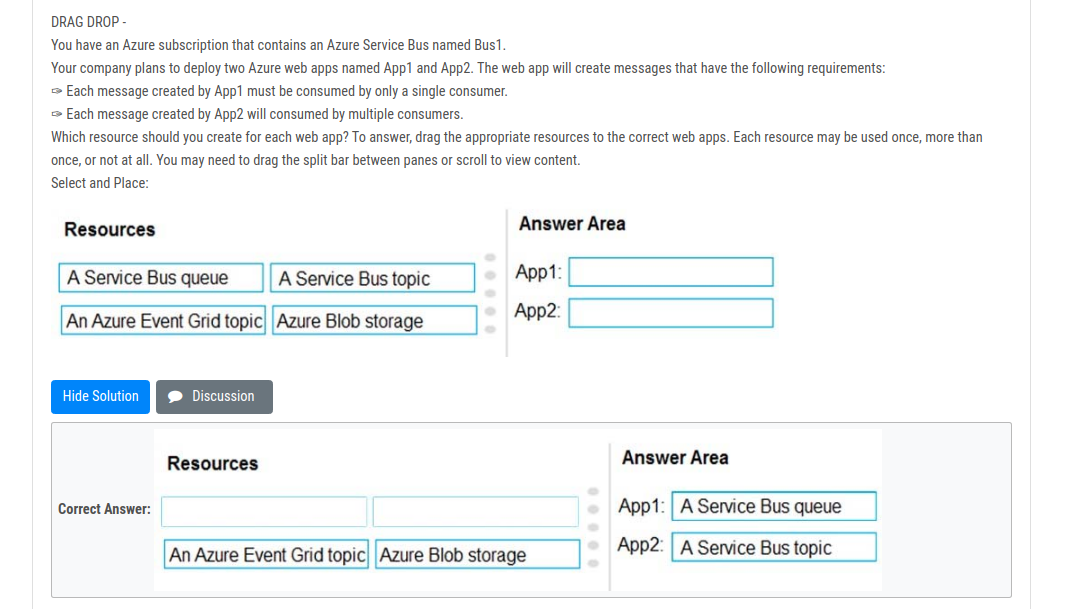 DRAG DROP -
You have an Azure subscription that contains an Azure Service Bus named Bus1.
Your company plans to deploy two Azure web apps named App1 and App2. The web app will create messages that have the following requirements:
✑ Each message created by App1 must be consumed by only a single consumer.
✑ Each message created by App2 will consumed by multiple consumers.
Which resource should you create for each web app? To answer, drag the appropriate resources to the correct web apps. Each resource may be used once, more than
once, or not at all. You may need to drag the split bar between panes or scroll to view content.
Select and Place:
Resources
A Service Bus queue
A Service Bus topic
An Azure Event Grid topic
Azure Blob storage
Answer Area
App1:
App2:
Hide Solution
Discussion
Correct Answer:
Resources
An Azure Event Grid topic
Azure Blob storage
Answer Area
App1: A Service Bus queue
App2: A Service Bus topic